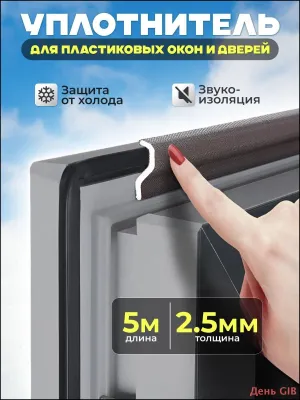 УПЛОТНИТЕЛЬ
ДЛЯ ПЛАСТИКОВЫХ ОКОН И ДВЕРЕЙ
Защита
от холода
Звуко-
изоляция
5м
длина
2.5мм
толщина
День GIB